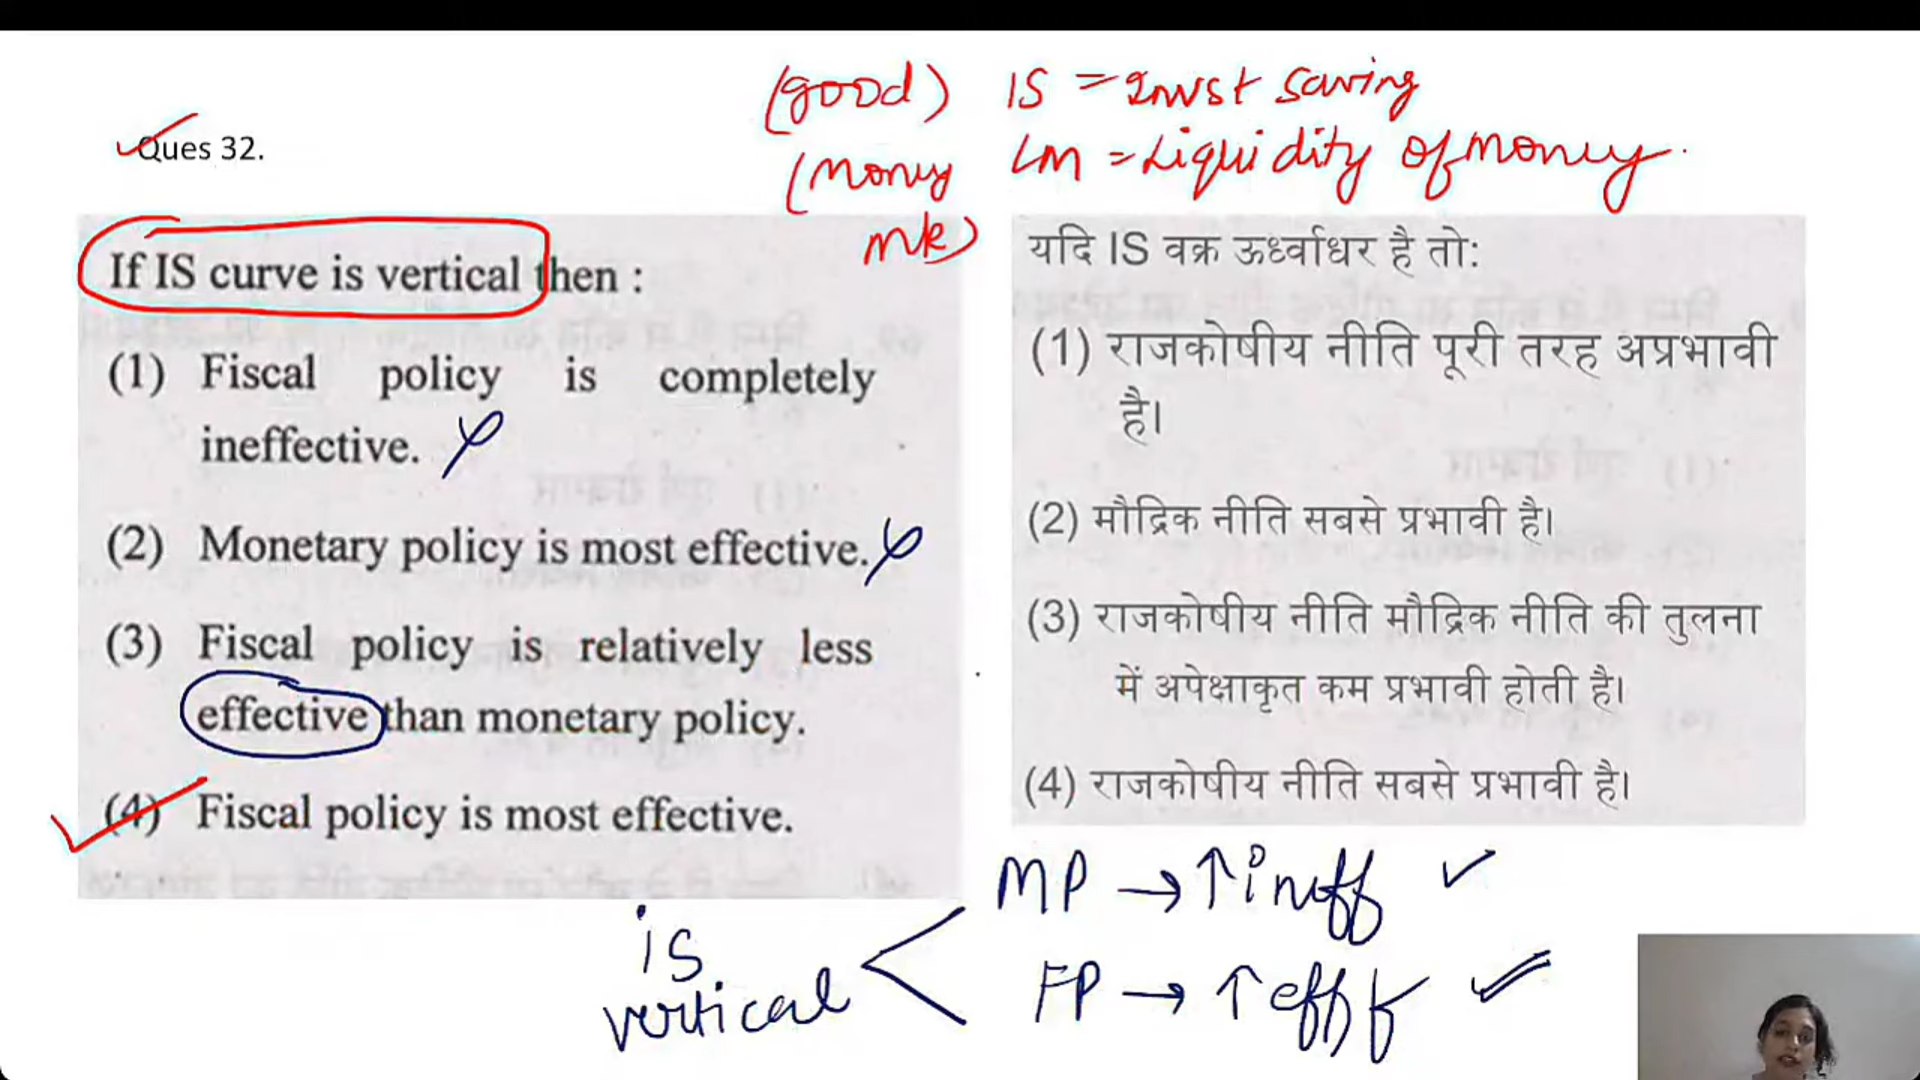 (good) IS = Invst saving
Ques 32.
(money LM = Liquidity of money.
mk)
If IS curve is vertical then :
(1) Fiscal policy is completely
ineffective.
(2) Monetary policy is most effective.
(3) Fiscal policy is relatively less
effective than monetary policy.
(4) Fiscal policy is most effective.
यदि IS वक्र ऊर्ध्वाधर है तो:
(1) राजकोषीय नीति पूरी तरह अप्रभावी
है।
(2) मौद्रिक नीति सबसे प्रभावी है।
(3) राजकोषीय नीति मौद्रिक नीति की तुलना
में अपेक्षाकृत कम प्रभावी होती है।
(4) राजकोषीय नीति सबसे प्रभावी है।
MP → ↑ ineff ✓
is
vertical
FP → ↑ eff ✓